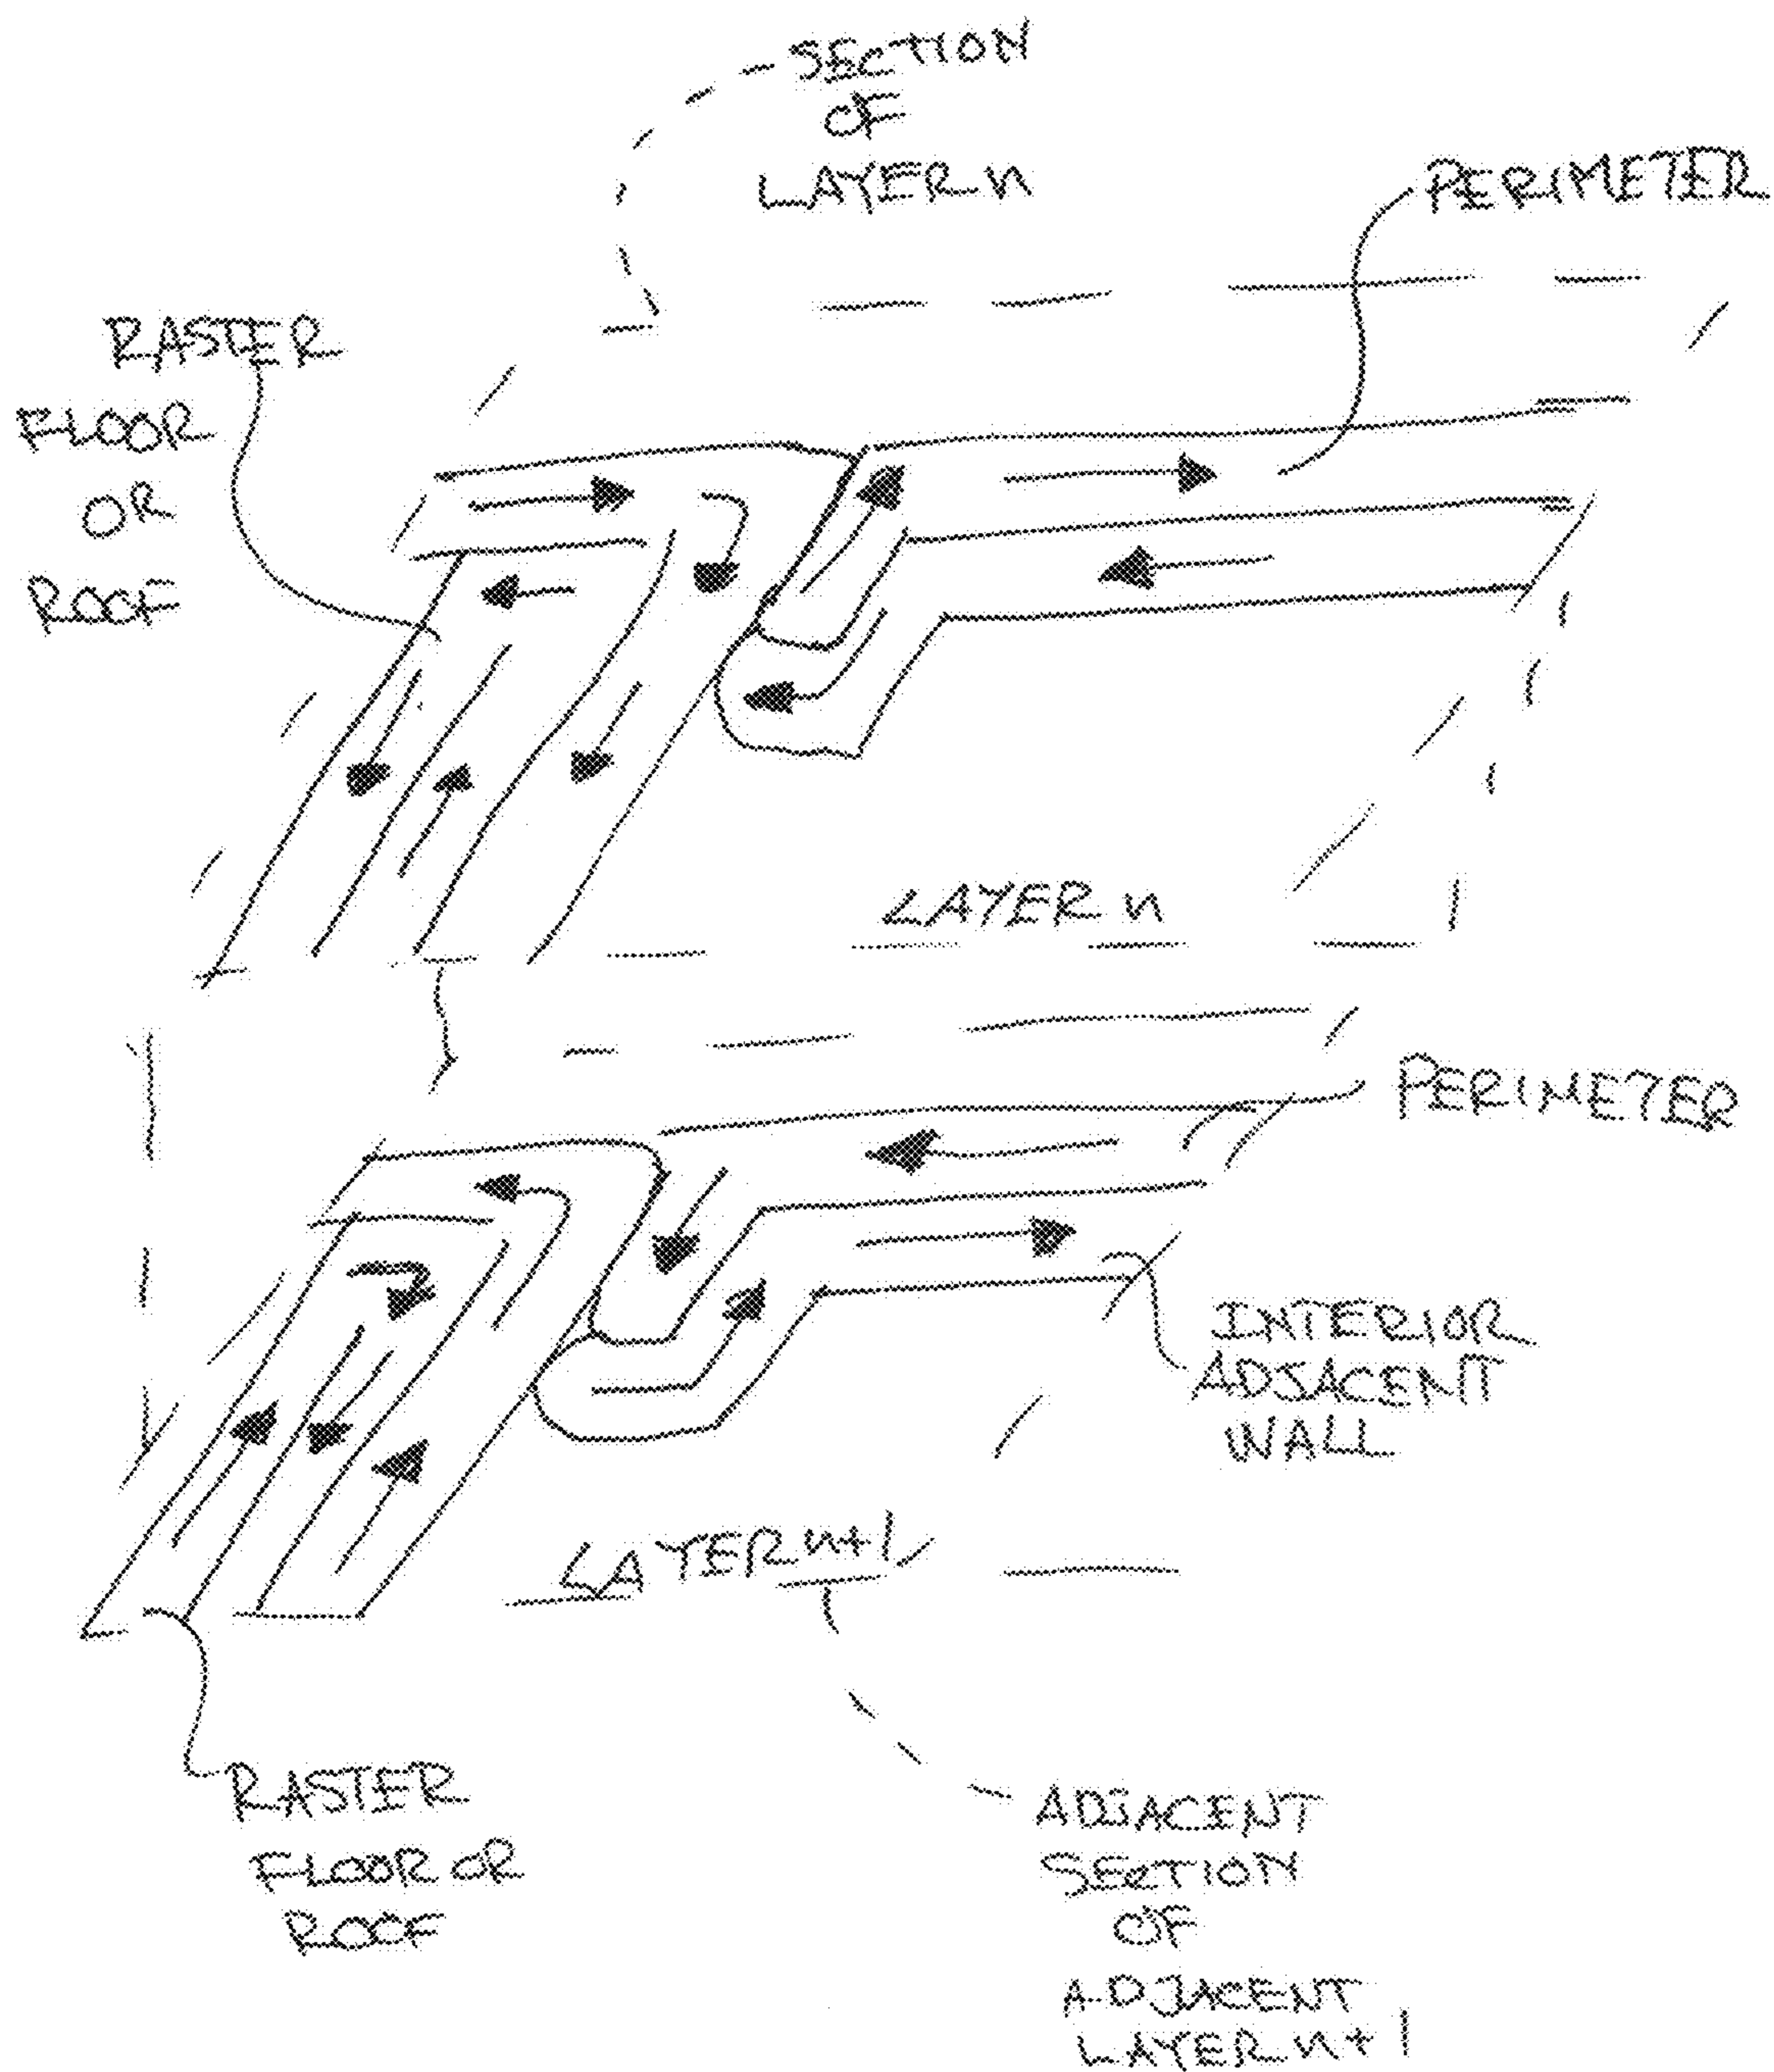 SECTION
OF
LAYER n
PERIMETER
RASTER
FLOOR
OR
ROOF
LAYER n
PERIMETER
INTERIOR
ADJACENT
WALL
LAYER n+1
RASTER
FLOOR OR
ROOF
ADJACENT
SECTION
OF
ADJACENT
LAYER n+1